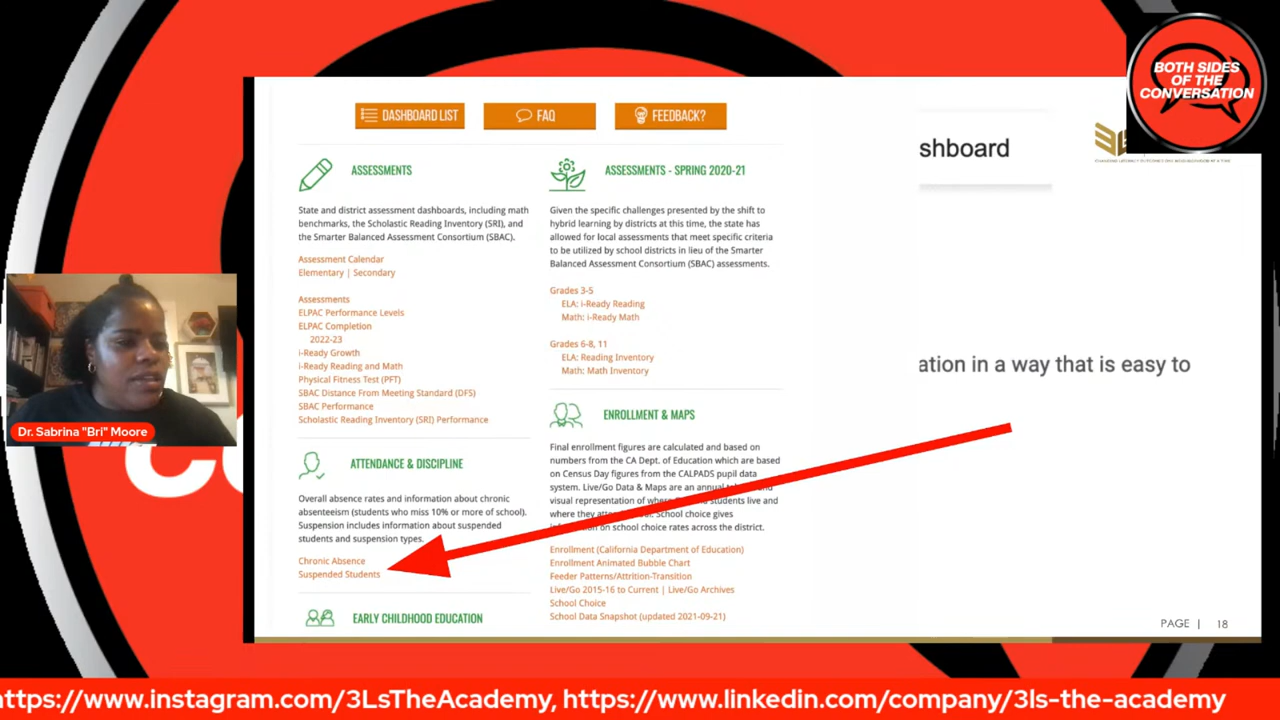 BOTH SIDES
OF THE
CONVERSATION
DASHBOARD LIST
FAQ
FEEDBACK?
shboard
ASSESSMENTS
State and district assessment dashboards, including math
benchmarks, the Scholastic Reading Inventory (SRI), and
the Smarter Balanced Assessment Consortium (SBAC).
Assessment Calendar
Elementary | Secondary
Assessments
ELPAC Performance Levels
ELPAC Completion
2022-23
i-Ready Growth
i-Ready Reading and Math
Physical Fitness Test (PFT)
SBAC Distance From Meeting Standard (DFS)
SBAC Performance
Scholastic Reading Inventory (SRI) Performance
ATTENDANCE & DISCIPLINE
Overall absence rates and information about chronic
absenteeism (students who miss 10% or more of school).
Suspension includes information about suspended
students and suspension types.
Chronic Absence
Suspended Students
EARLY CHILDHOOD EDUCATION
ASSESSMENTS - SPRING 2020-21
Given the specific challenges presented by the shift to
hybrid learning by districts at this time, the state has
allowed for local assessments that meet specific criteria
to be utilized by school districts in lieu of the Smarter
Balanced Assessment Consortium (SBAC) assessments.
Grades 3-5
ELA: i-Ready Reading
Math: i-Ready Math
Grades 6-8, 11
ELA: Reading Inventory
Math: Math Inventory
ENROLLMENT & MAPS
Final enrollment figures are calculated and based on
numbers from the CA Dept. of Education which are based
on Census Day figures from the CALPADS pupil data
system. Live/Go Data & Maps are an annual
visual representation of where students live and
where they School choice gives
on school choice rates across the district.
Enrollment (California Department of Education)
Enrollment Animated Bubble Chart
Feeder Patterns/Attrition-Transition
Live/Go 2015-16 to Current | Live/Go Archives
School Choice
School Data Snapshot (updated 2021-09-21)
ation in a way that is easy to
PAGE | 18
Dr. Sabrina "Bri" Moore
https://www.instagram.com/3LsTheAcademy, https://www.linkedin.com/company/3ls-the-academy